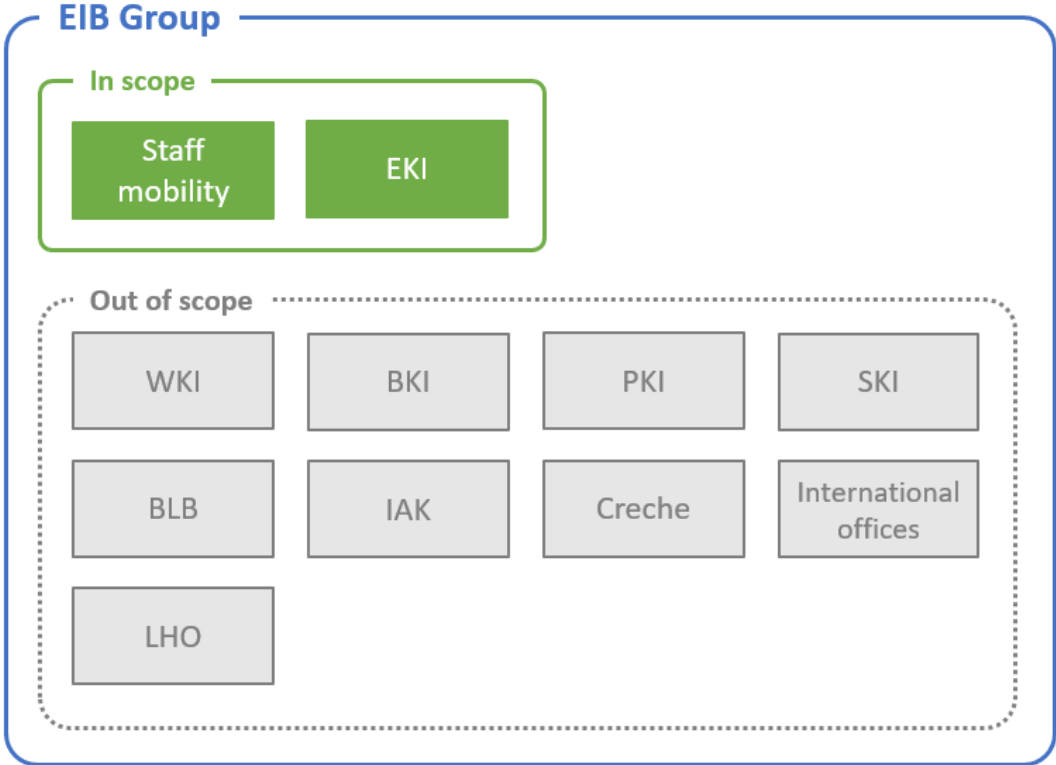 EIB Group
In scope
Staff
mobility
EKI
Out of scope
WKI
BKI
PKI
SKI
BLB
IAK
Creche
International
offices
LHO